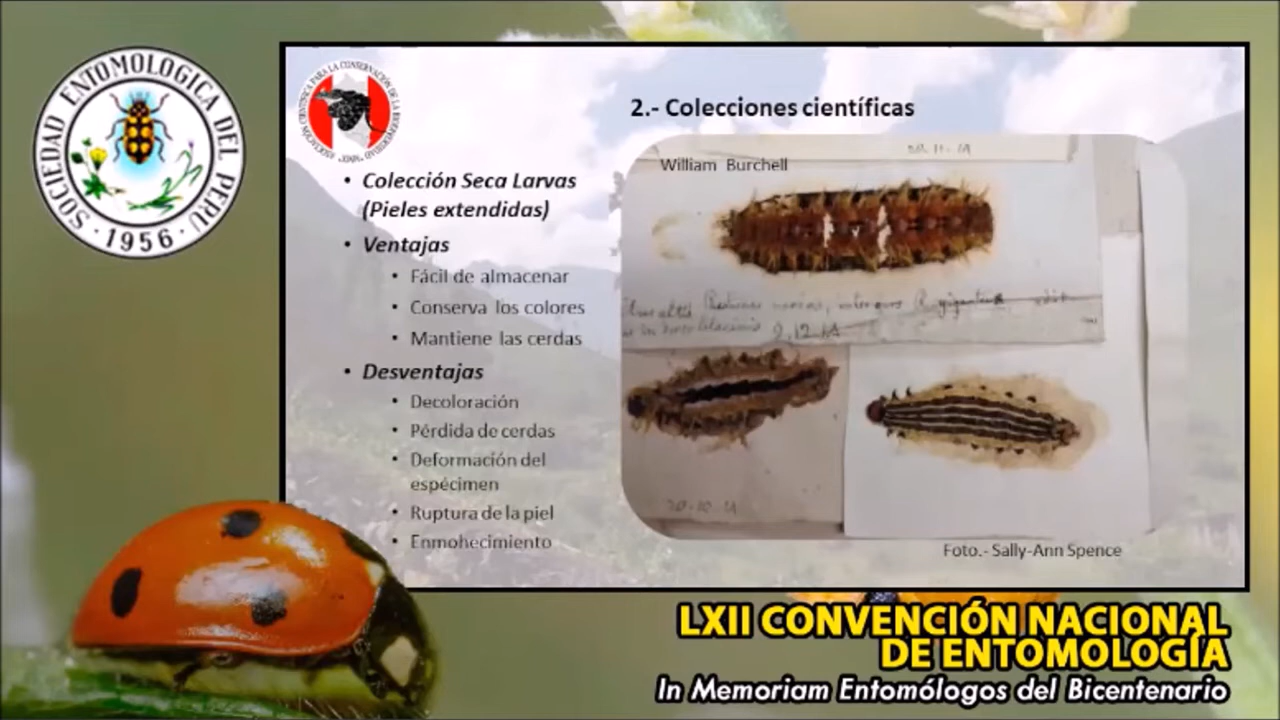 SOCIEDAD ENTOMOLOGICA DEL PERU
· 1956 ·
2.- Colecciones científicas
• Colección Seca Larvas
(Pieles extendidas)
• Ventajas
• Fácil de almacenar
• Conserva los colores
• Mantiene las cerdas
• Desventajas
• Decoloración
• Pérdida de cerdas
• Deformación del
espécimen
• Ruptura de la piel
• Enmohecimiento
William Burchell
Foto.- Sally-Ann Spence
LXII CONVENCIÓN NACIONAL
DE ENTOMOLOGÍA
In Memoriam Entomólogos del Bicentenario